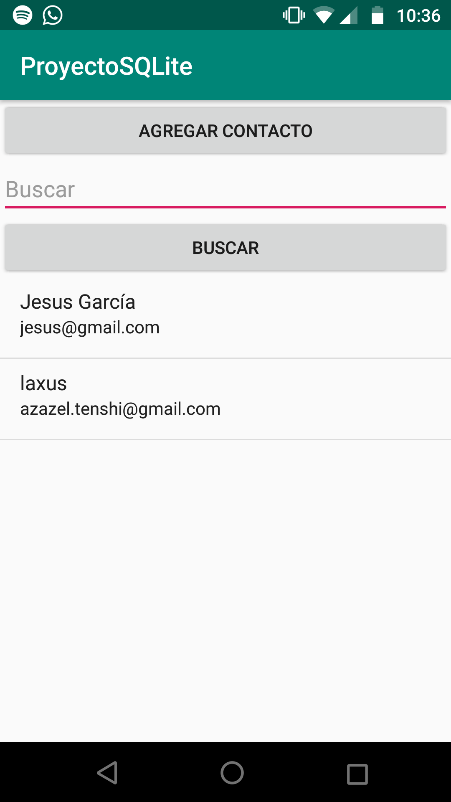 10:36
ProyectoSQLite
AGREGAR CONTACTO
Buscar
BUSCAR
Jesus García
jesus@gmail.com
laxus
azazel.tenshi@gmail.com